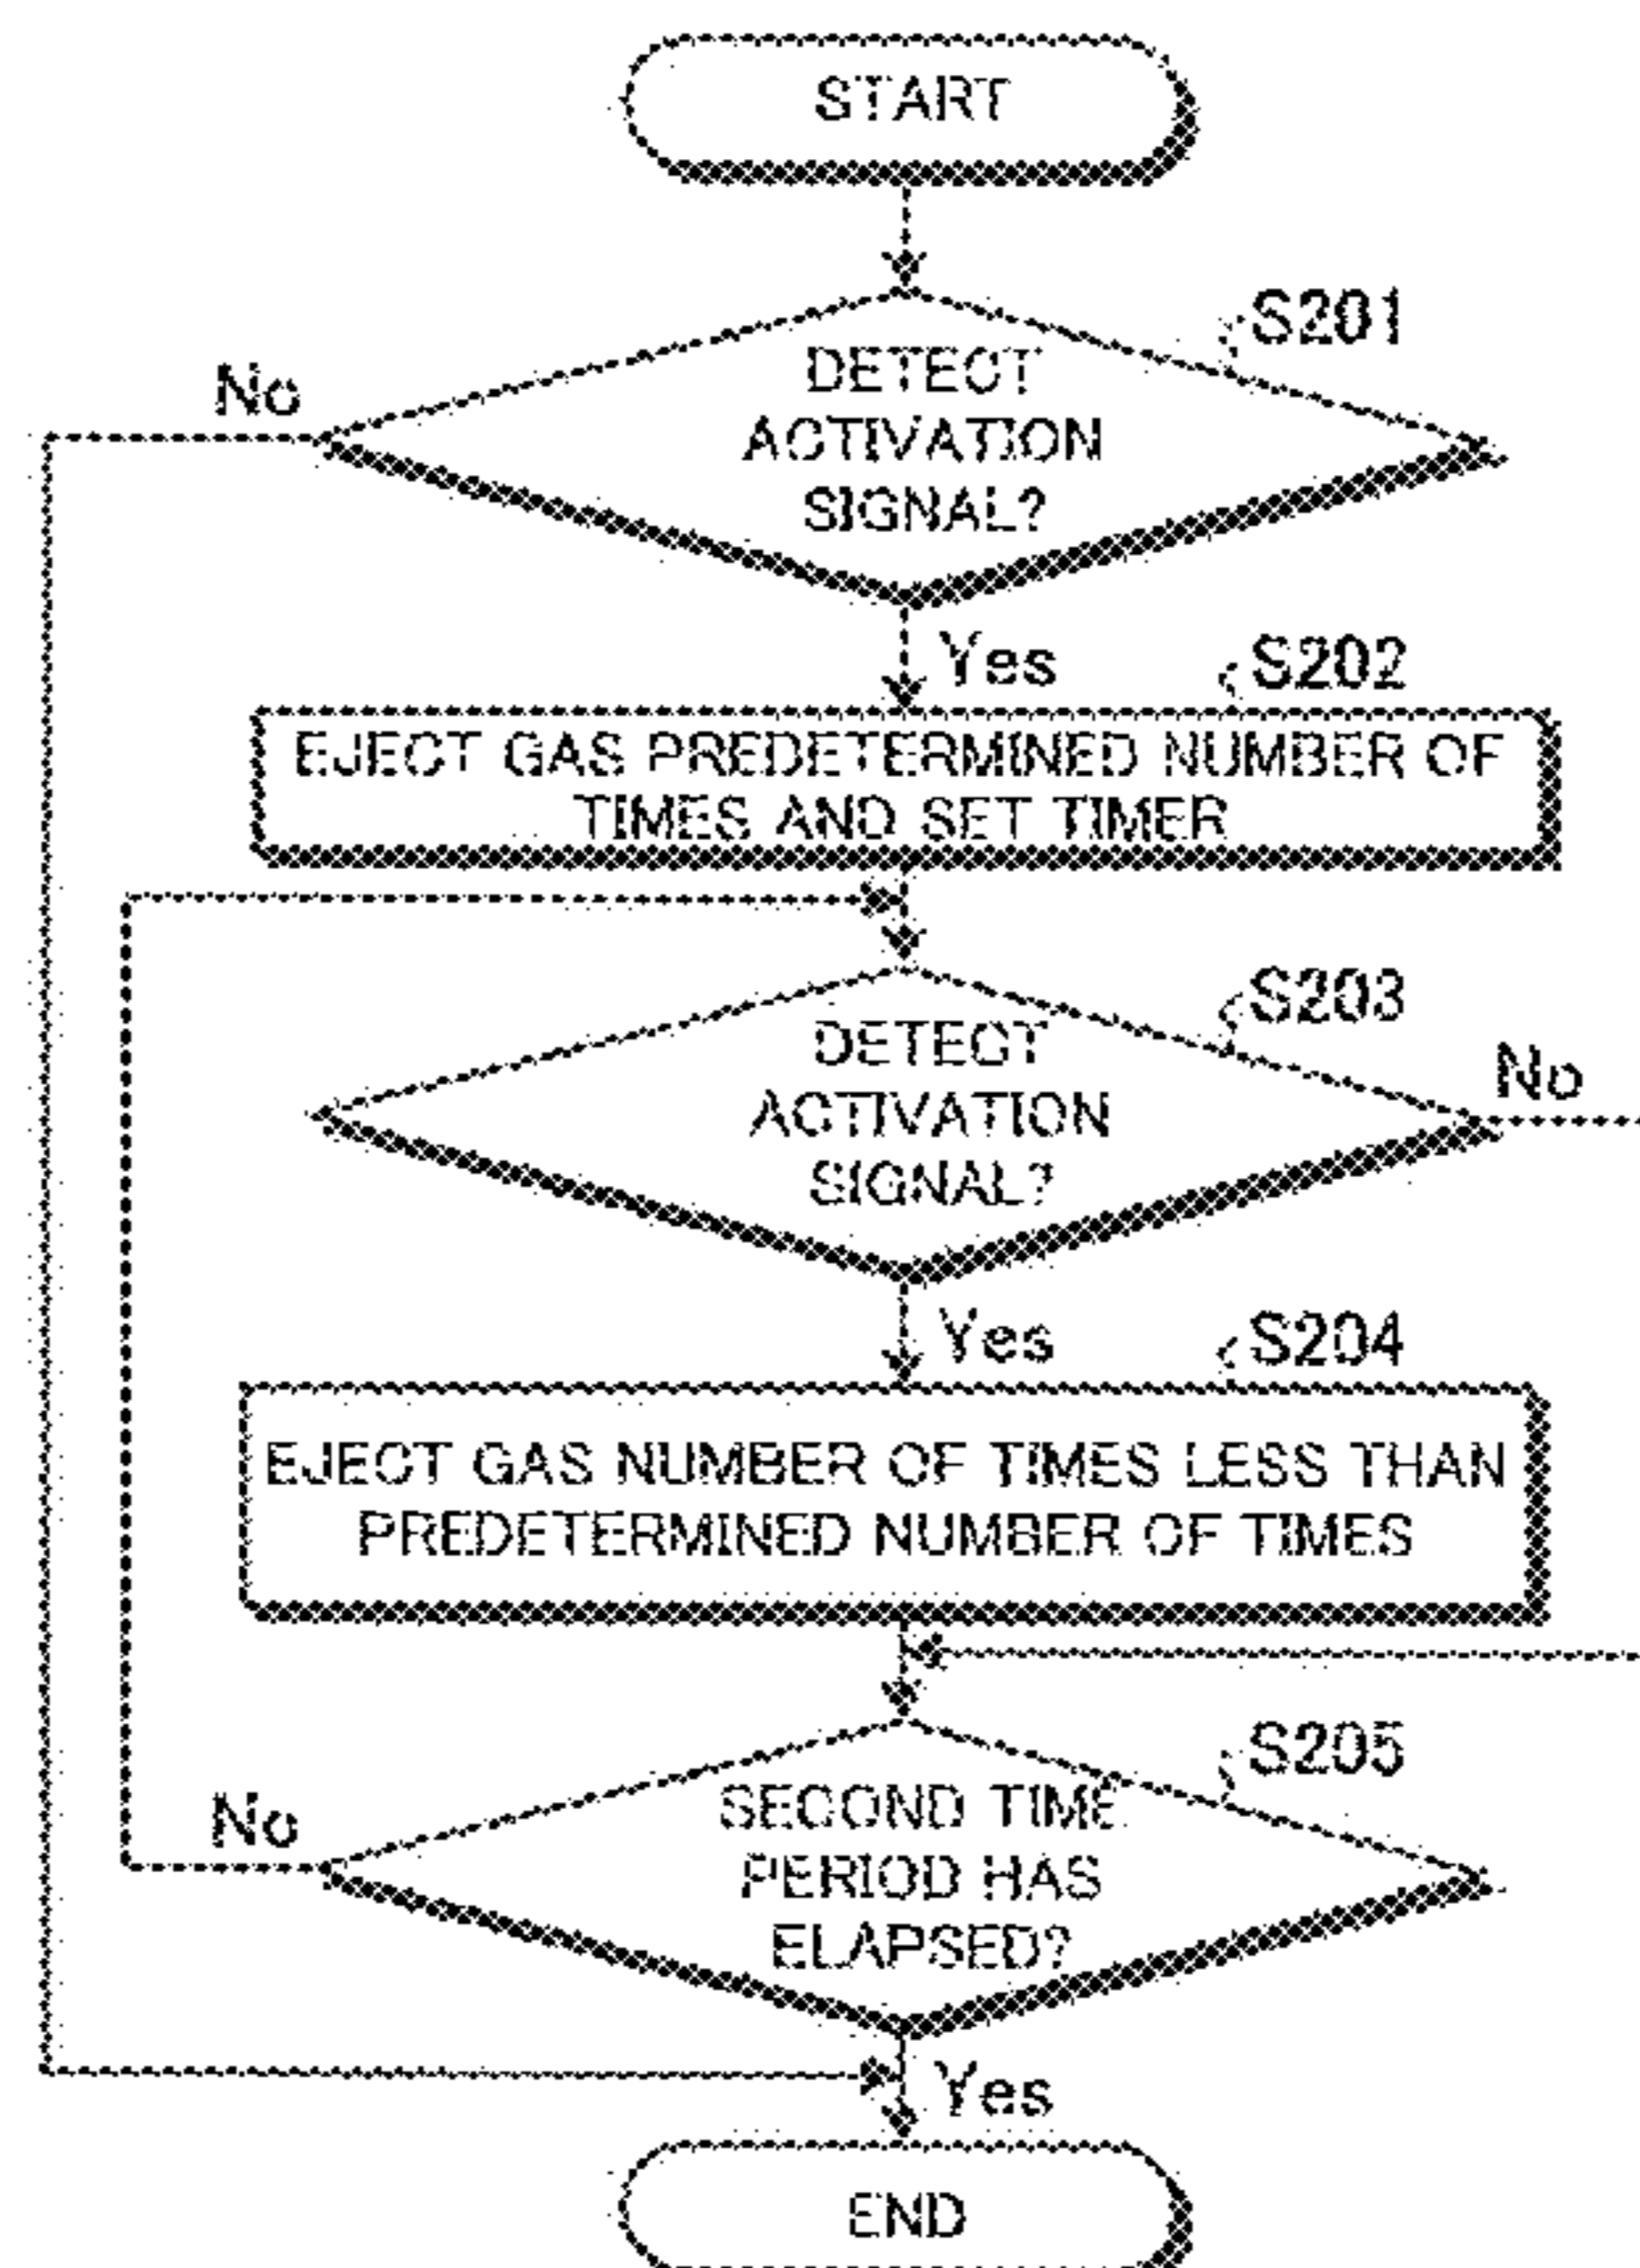 START
S201
No
DETECT
ACTIVATION
SIGNAL?
Yes
S202
EJECT GAS PREDETERMINED NUMBER OF
TIMES AND SET TIMER
S203
DETECT
No
ACTIVATION
SIGNAL?
Yes
S204
EJECT GAS NUMBER OF TIMES LESS THAN
PREDETERMINED NUMBER OF TIMES
S205
No
SECOND TIME
PERIOD HAS
ELAPSED?
Yes
END